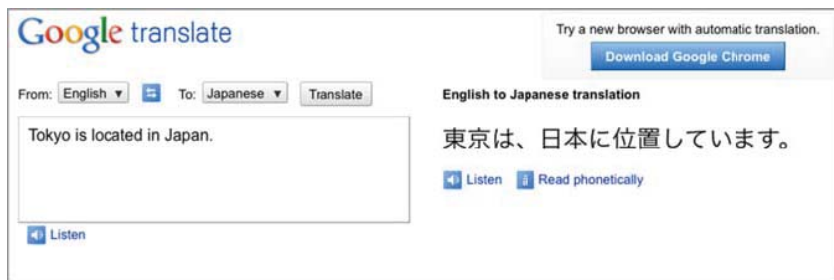 Google translate
Try a new browser with automatic translation.
Download Google Chrome
From: English ▼ To: Japanese ▼ Translate
Tokyo is located in Japan.
Listen
English to Japanese translation
東京は、日本に位置しています。
Listen Read phonetically